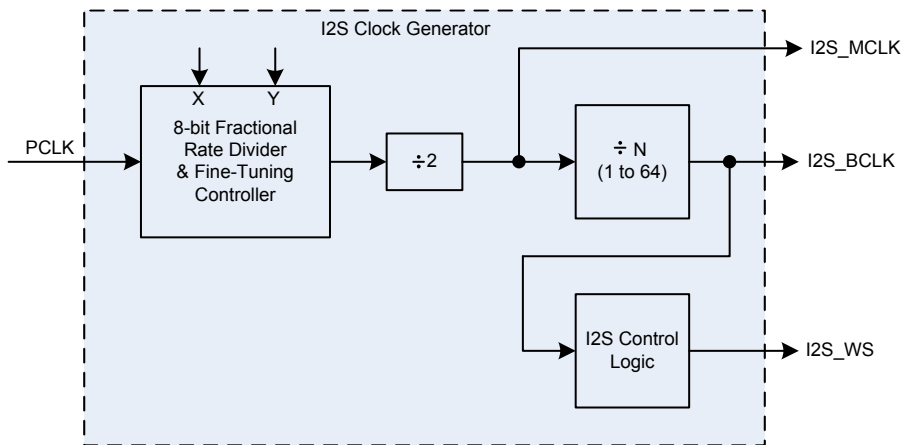 I2S Clock Generator
I2S_MCLK
X Y
8-bit Fractional
Rate Divider
& Fine-Tuning
Controller
PCLK
÷2
÷ N
(1 to 64)
I2S_BCLK
I2S Control
Logic
I2S_WS